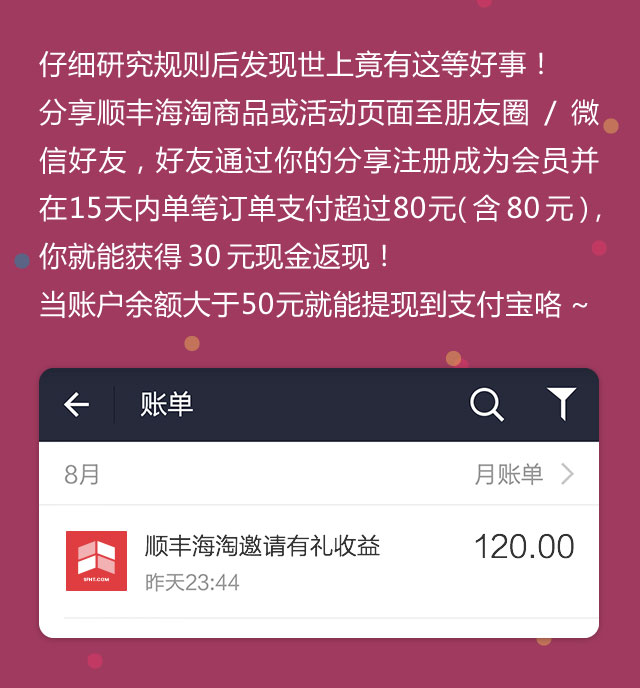 仔细研究规则后发现世上竟有这等好事！
分享顺丰海淘商品或活动页面至朋友圈 / 微
信好友，好友通过你的分享注册成为会员并
在15天内单笔订单支付超过80元(含80元),
你就能获得30元现金返现！
当账户余额大于50元就能提现到支付宝咯~
账单
8月 月账单
顺丰海淘邀请有礼收益 120.00
SFHT.COM
昨天23:44